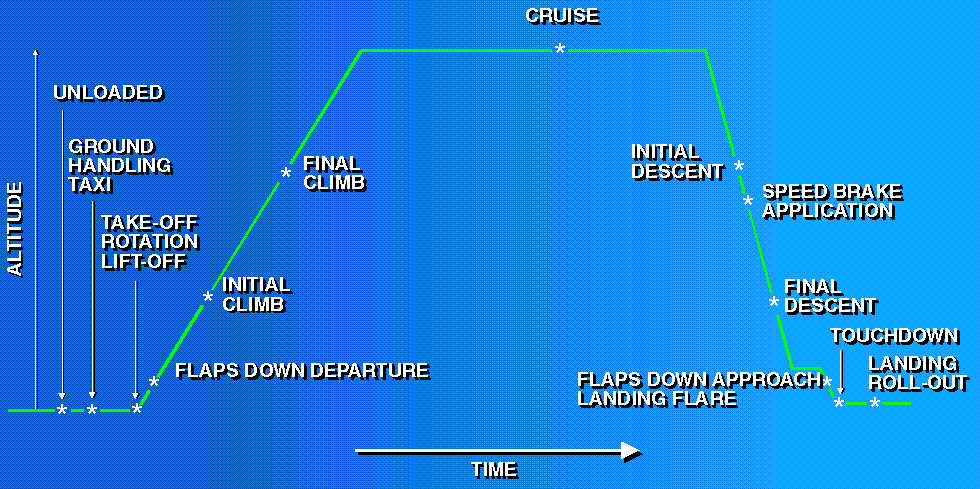 CRUISE
UNLOADED
GROUND
HANDLING
TAXI
TAKE-OFF
ROTATION
LIFT-OFF
ALTITUDE
FINAL
CLIMB
INITIAL
CLIMB
FLAPS DOWN DEPARTURE
INITIAL
DESCENT
SPEED BRAKE
APPLICATION
FINAL
DESCENT
TOUCHDOWN
FLAPS DOWN APPROACH
LANDING FLARE
LANDING
ROLL-OUT
TIME